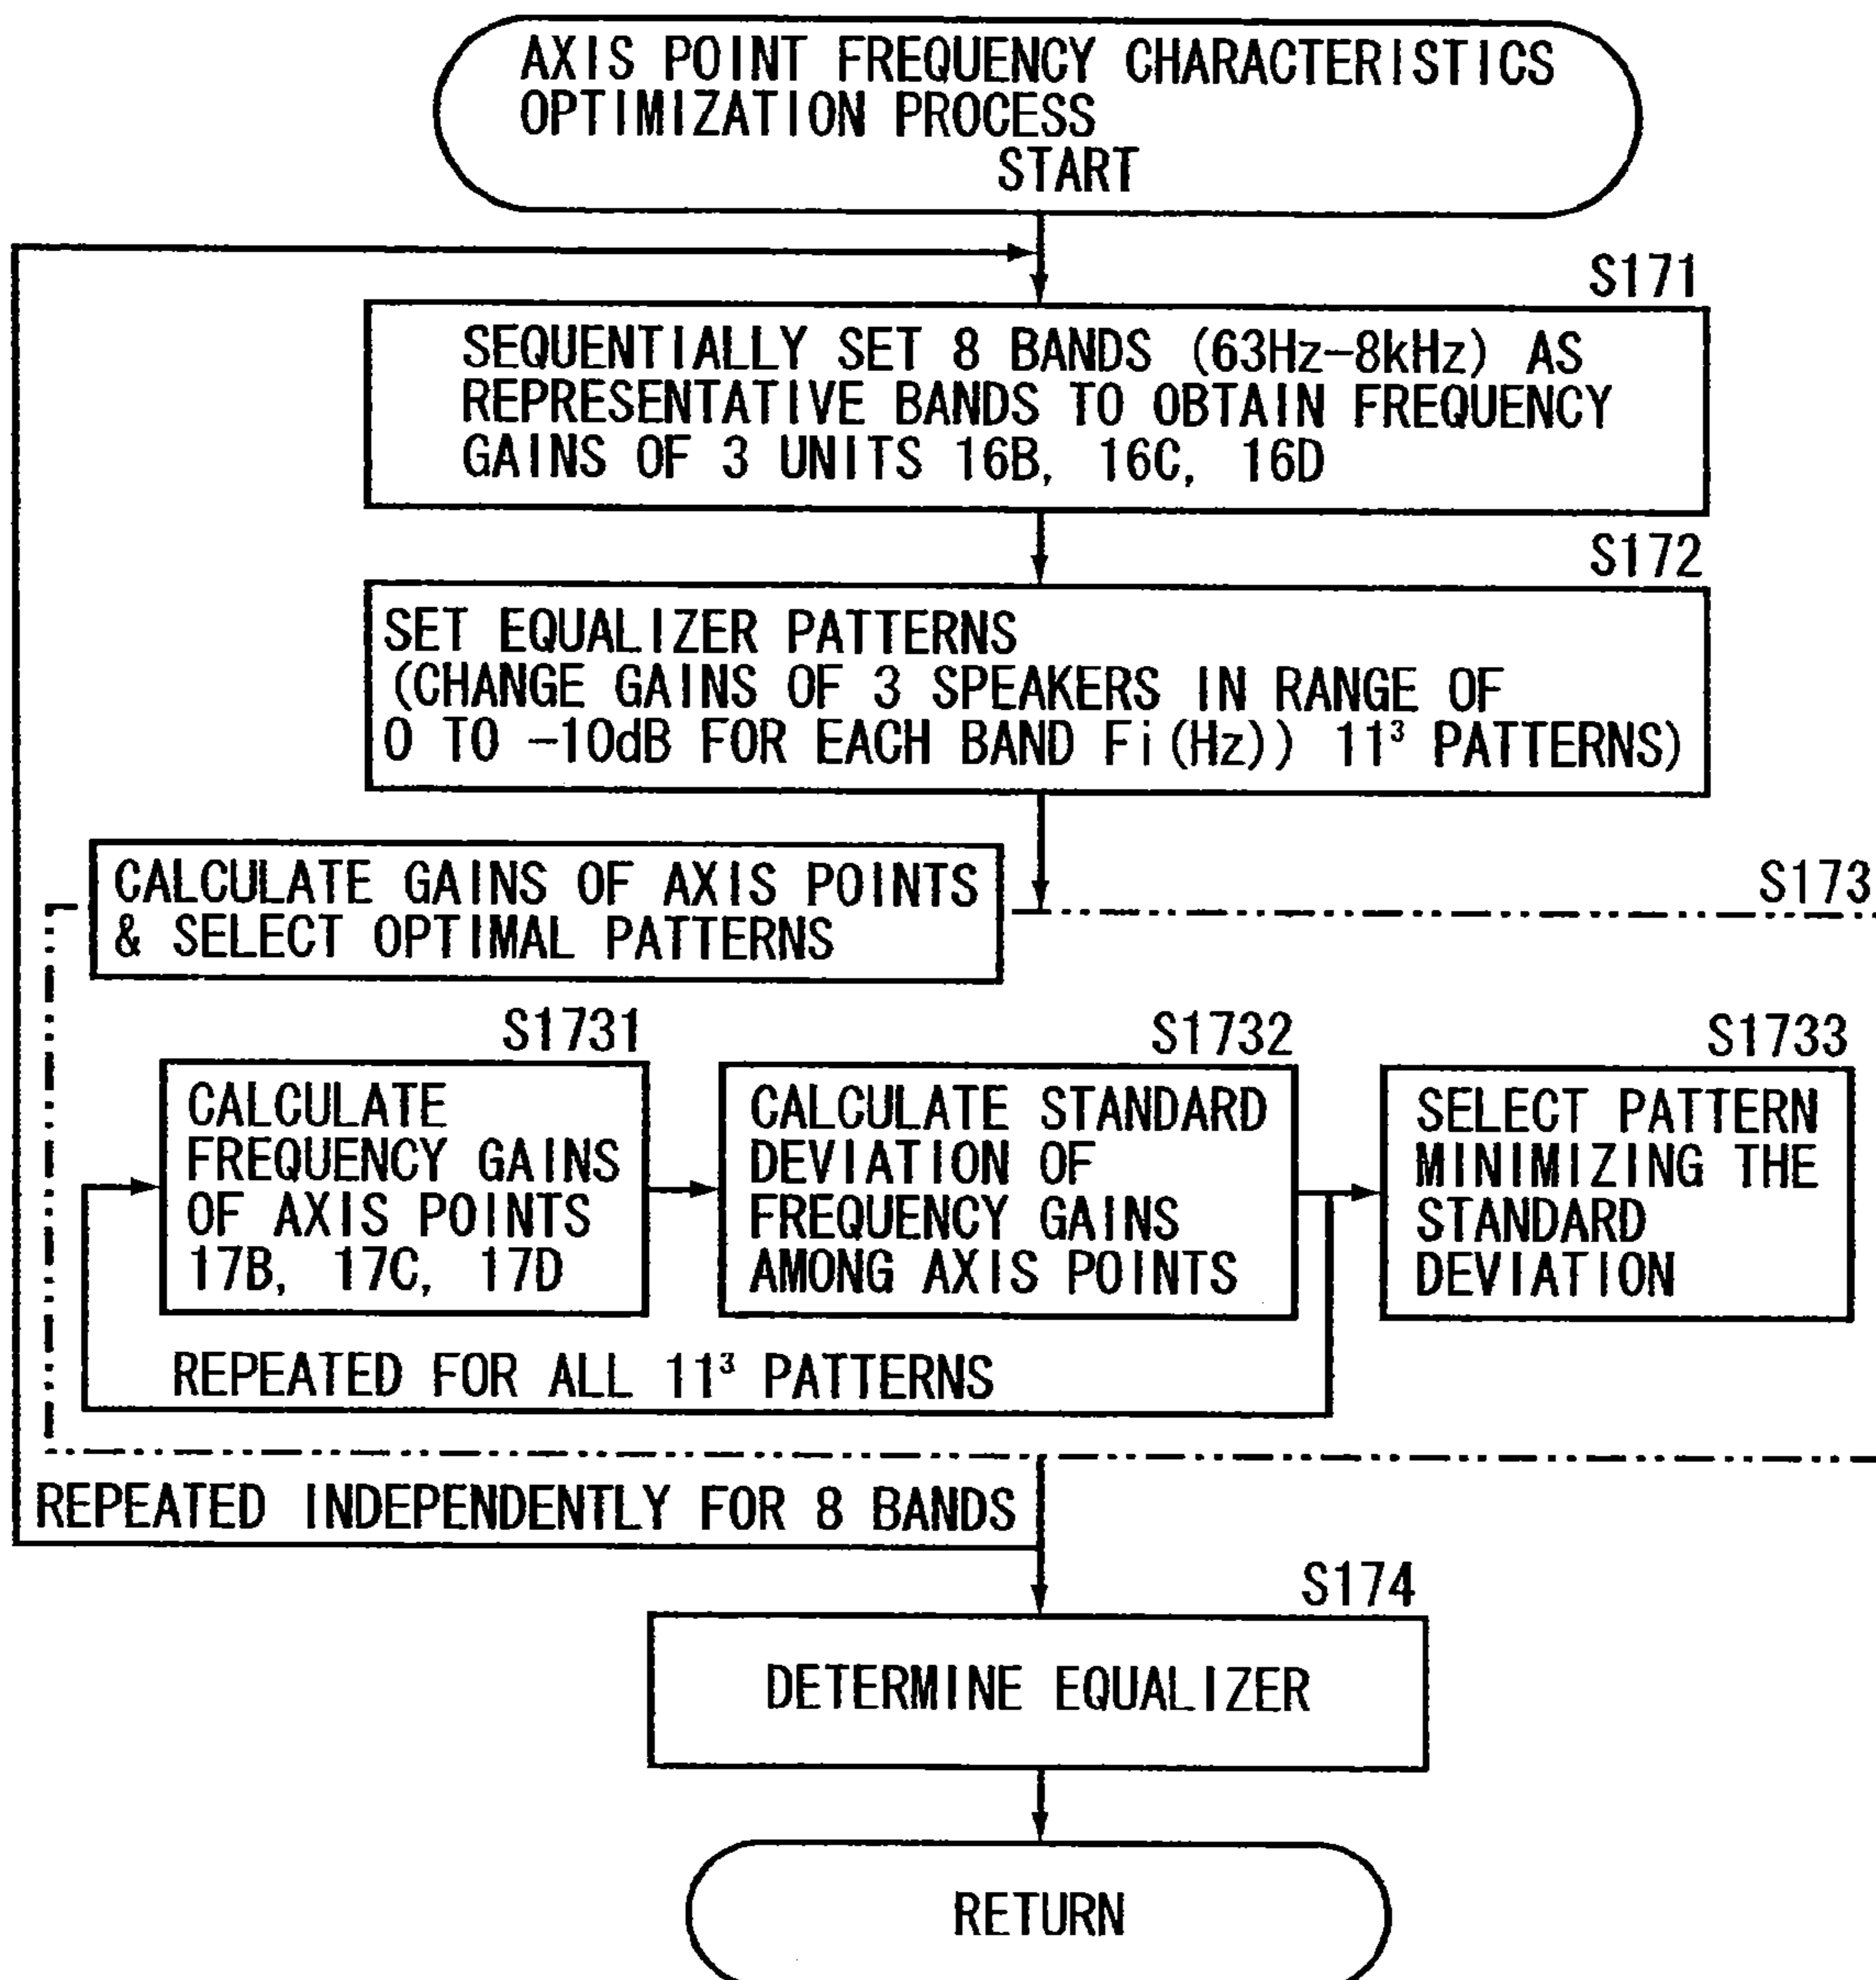 AXIS POINT FREQUENCY CHARACTERISTICS
OPTIMIZATION PROCESS
START
S171
SEQUENTIALLY SET 8 BANDS (63Hz-8kHz) AS
REPRESENTATIVE BANDS TO OBTAIN FREQUENCY
GAINS OF 3 UNITS 16B, 16C, 16D
S172
SET EQUALIZER PATTERNS
(CHANGE GAINS OF 3 SPEAKERS IN RANGE OF
0 TO -10dB FOR EACH BAND Fi(Hz)) 11³ PATTERNS)
S173
CALCULATE GAINS OF AXIS POINTS
& SELECT OPTIMAL PATTERNS
S1731
CALCULATE
FREQUENCY GAINS
OF AXIS POINTS
17B, 17C, 17D
S1732
CALCULATE STANDARD
DEVIATION OF
FREQUENCY GAINS
AMONG AXIS POINTS
S1733
SELECT PATTERN
MINIMIZING THE
STANDARD
DEVIATION
REPEATED FOR ALL 11³ PATTERNS
REPEATED INDEPENDENTLY FOR 8 BANDS
S174
DETERMINE EQUALIZER
RETURN